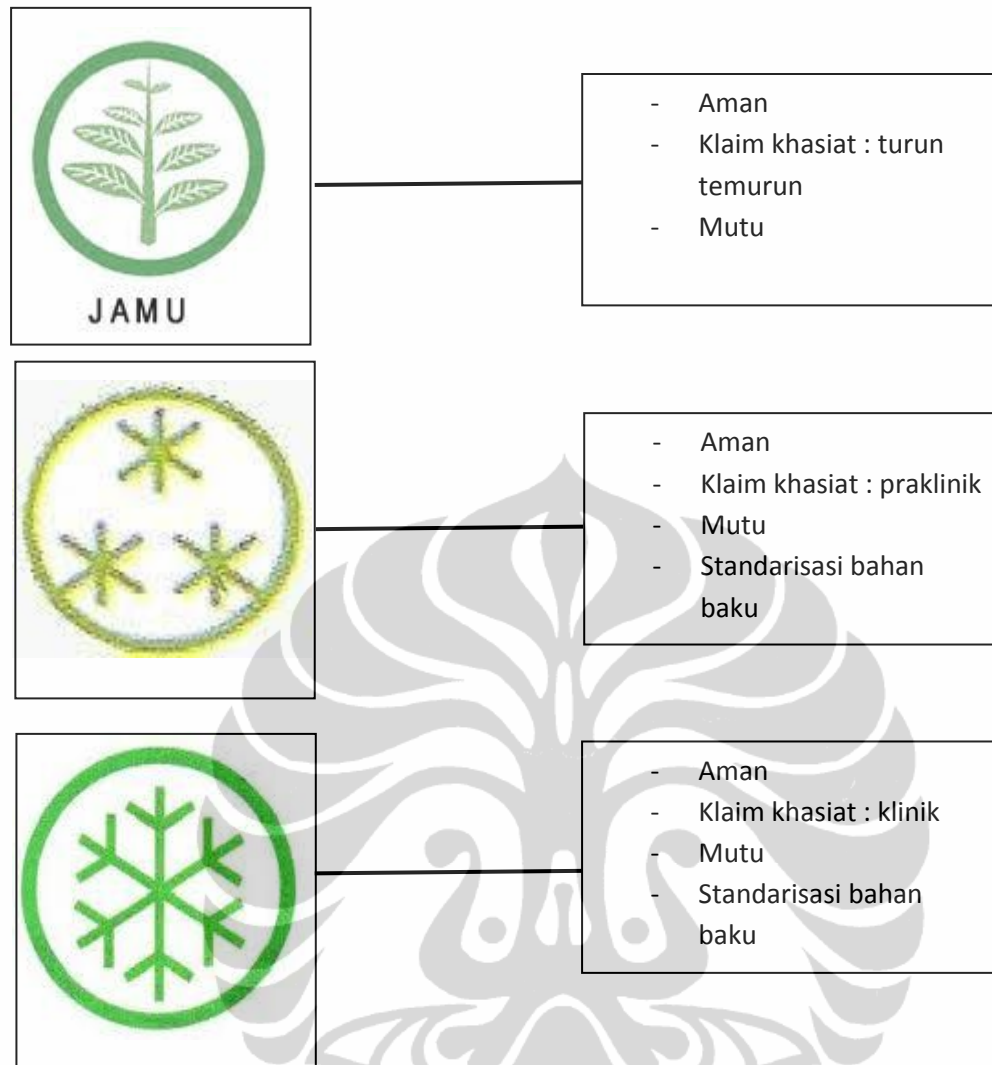 JAMU
- Aman
- Klaim khasiat : turun
temurun
- Mutu
- Aman
- Klaim khasiat : praklinik
- Mutu
- Standarisasi bahan
baku
- Aman
- Klaim khasiat : klinik
- Mutu
- Standarisasi bahan
baku